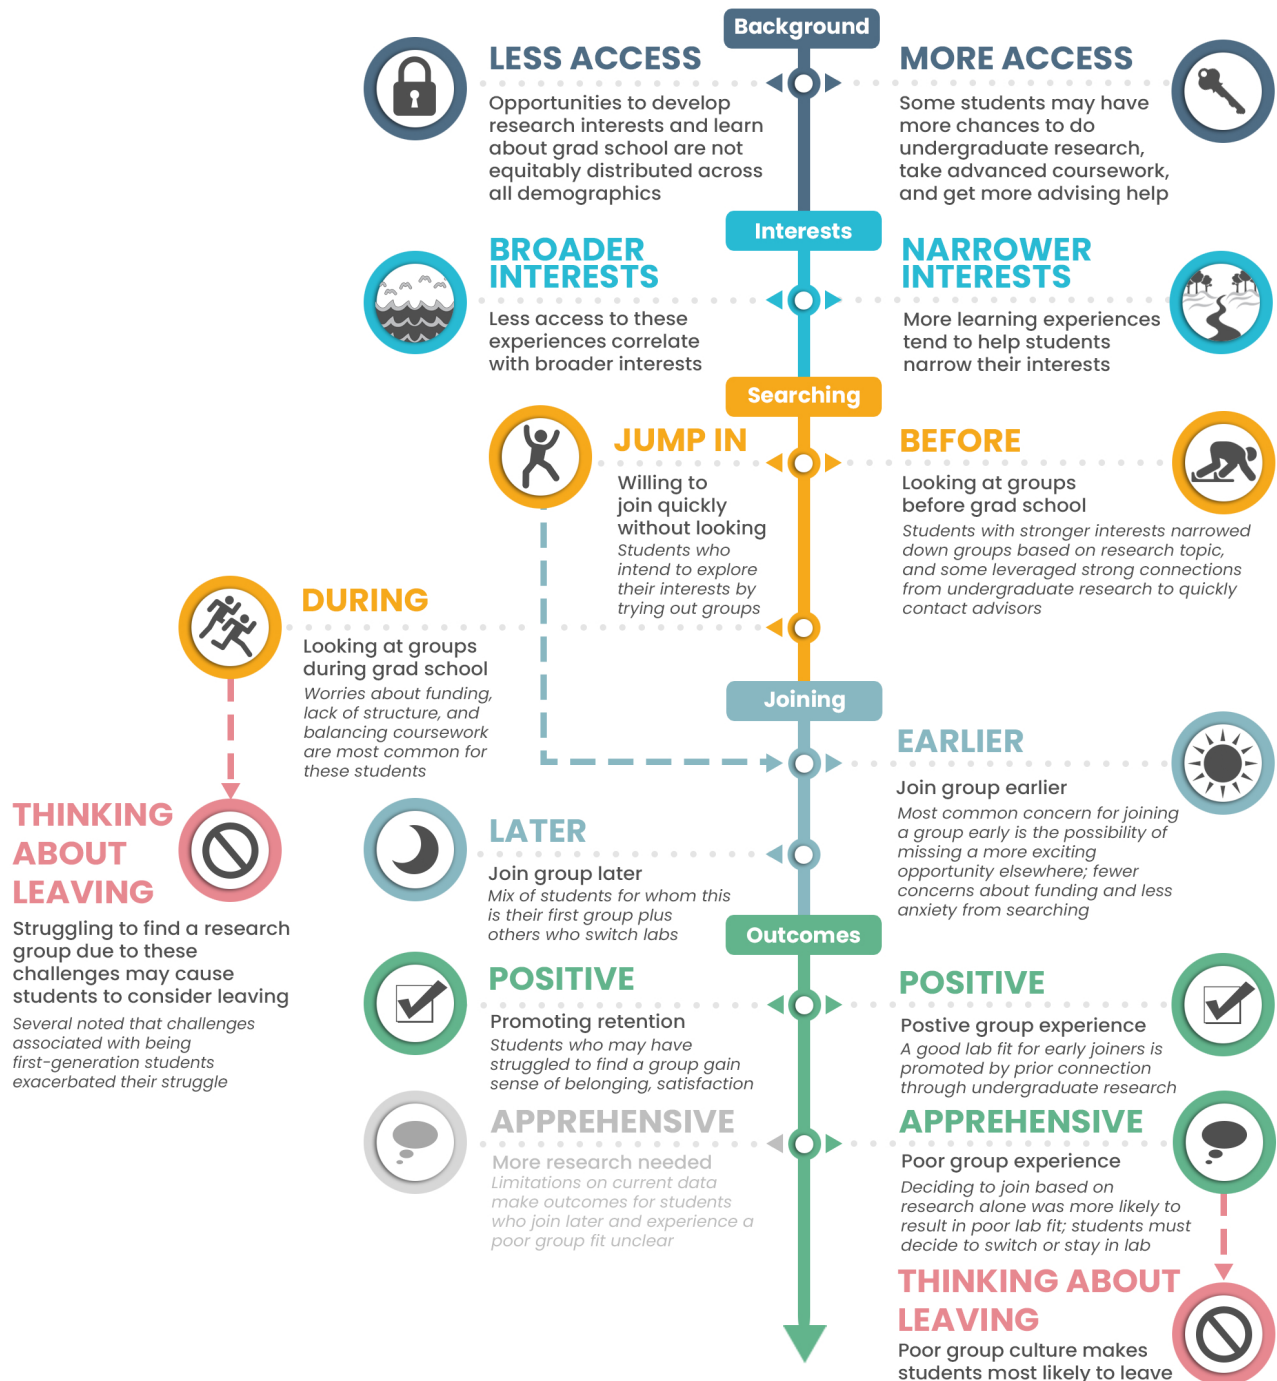 Background
LESS ACCESS
Opportunities to develop
research interests and learn
about grad school are not
equitably distributed across
all demographics
MORE ACCESS
Some students may have
more chances to do
undergraduate research,
take advanced coursework,
and get more advising help
Interests
BROADER
INTERESTS
Less access to these
experiences correlate
with broader interests
NARROWER
INTERESTS
More learning experiences
tend to help students
narrow their interests
Searching
JUMP IN
Willing to
join quickly
without looking
Students who
intend to explore
their interests by
trying out groups
BEFORE
Looking at groups
before grad school
Students with stronger interests narrowed
down groups based on research topic,
and some leveraged strong connections
from undergraduate research to quickly
contact advisors
DURING
Looking at groups
during grad school
Worries about funding,
lack of structure, and
balancing coursework
are most common for
these students
Joining
EARLIER
Join group earlier
Most common concern for joining
a group early is the possibility of
missing a more exciting
opportunity elsewhere; fewer
concerns about funding and less
anxiety from searching
THINKING
ABOUT
LEAVING
Struggling to find a research
group due to these
challenges may cause
students to consider leaving
Several noted that challenges
associated with being
first-generation students
exacerbated their struggle
LATER
Join group later
Mix of students for whom this
is their first group plus
others who switch labs
Outcomes
POSITIVE
Promoting retention
Students who may have
struggled to find a group gain
sense of belonging, satisfaction
POSITIVE
Postive group experience
A good lab fit for early joiners is
promoted by prior connection
through undergraduate research
APPREHENSIVE
More research needed
Limitations on current data
make outcomes for students
who join later and experience a
poor group fit unclear
APPREHENSIVE
Poor group experience
Deciding to join based on
research alone was more likely to
result in poor lab fit; students must
decide to switch or stay in lab
THINKING ABOUT
LEAVING
Poor group culture makes
students most likely to leave